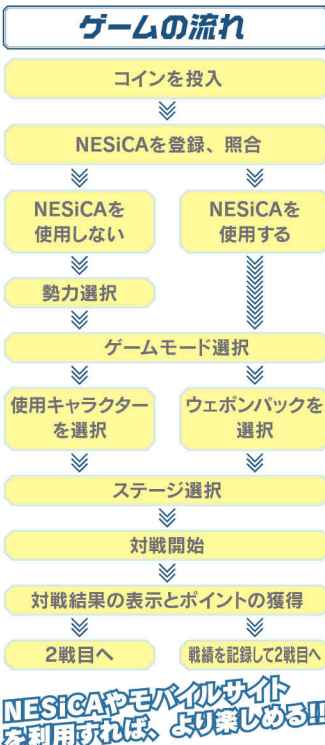 ゲームの流れ
コインを投入
NESiCAを登録、照合
NESiCAを
使用しない
NESiCAを
使用する
勢力選択
ゲームモード選択
使用キャラクター
を選択
ウェポンパックを
選択
ステージ選択
対戦開始
対戦結果の表示とポイントの獲得
2戦目へ
戦績を記録して2戦目へ
NESiCAやモバイルサイト
を利用すれば、より楽しめる!!